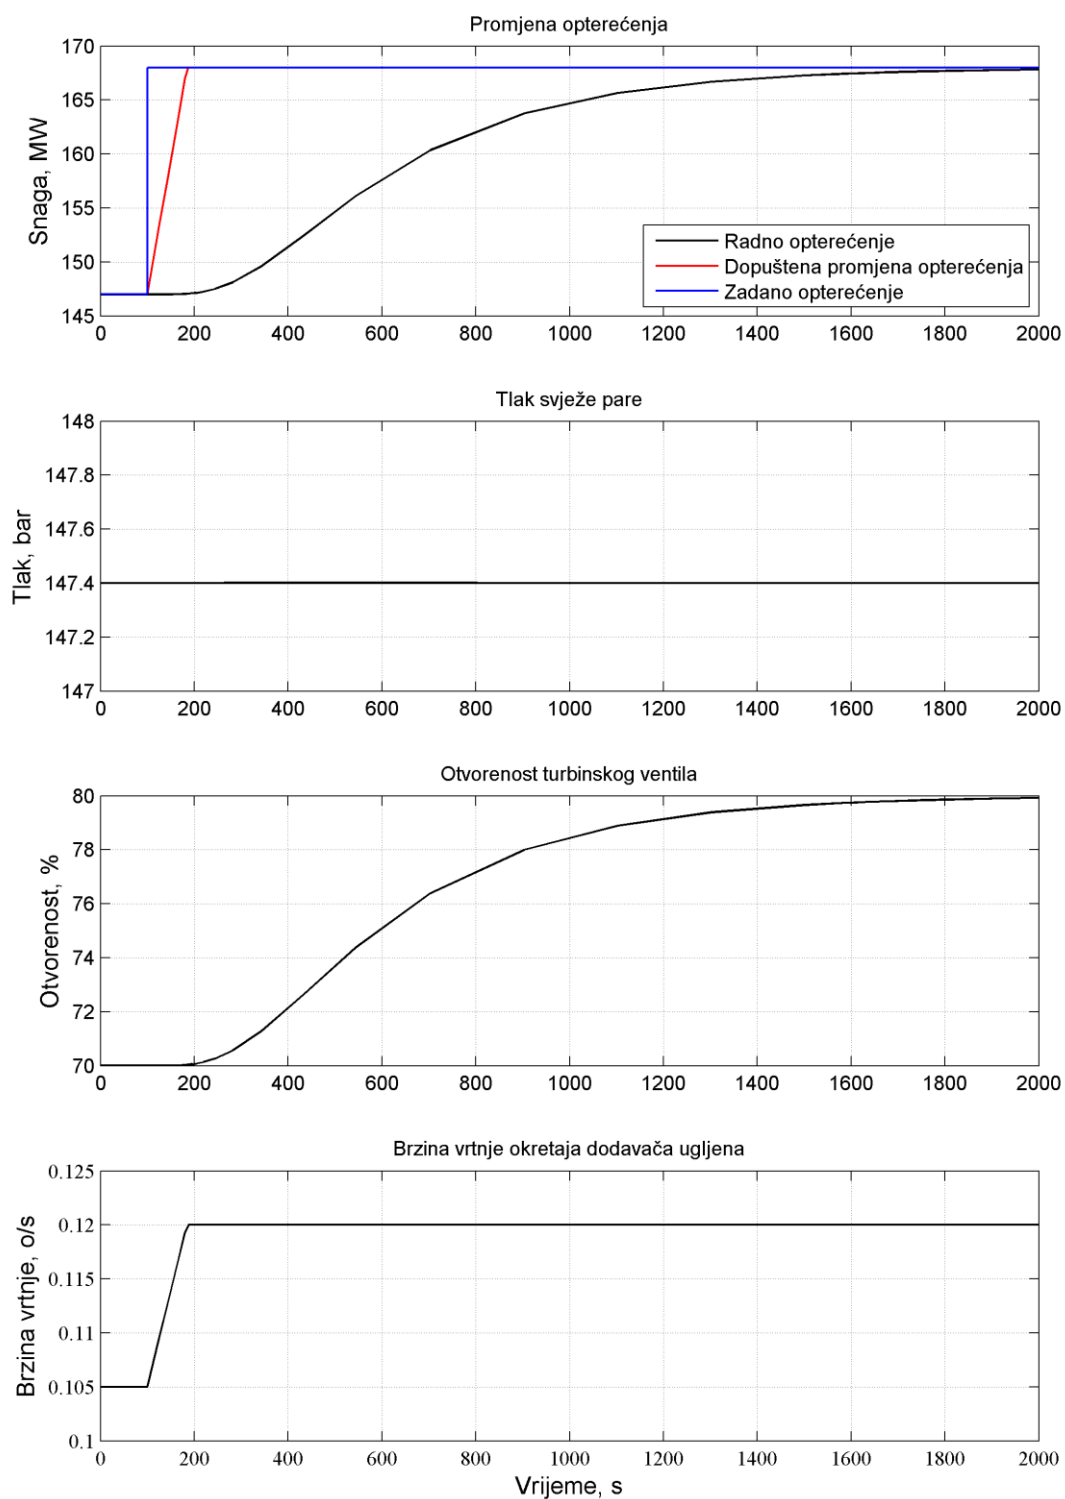 Promjena opterećenja
170
165
160
155
150
145
Snaga, MW
Radno opterećenje
Dopuštena promjena opterećenja
Zadano opterećenje
0 200 400 600 800 1000 1200 1400 1600 1800 2000
Tlak svježe pare
148
147.8
147.6
147.4
147.2
147
Tlak, bar
0 200 400 600 800 1000 1200 1400 1600 1800 2000
Otvorenost turbinskog ventila
80
78
76
74
72
70
Otvorenost, %
0 200 400 600 800 1000 1200 1400 1600 1800 2000
Brzina vrtnje okretaja dodavača ugljena
0.125
0.12
0.115
0.11
0.105
0.1
Brzina vrtnje, o/s
0 200 400 600 800 1000 1200 1400 1600 1800 2000
Vrijeme, s